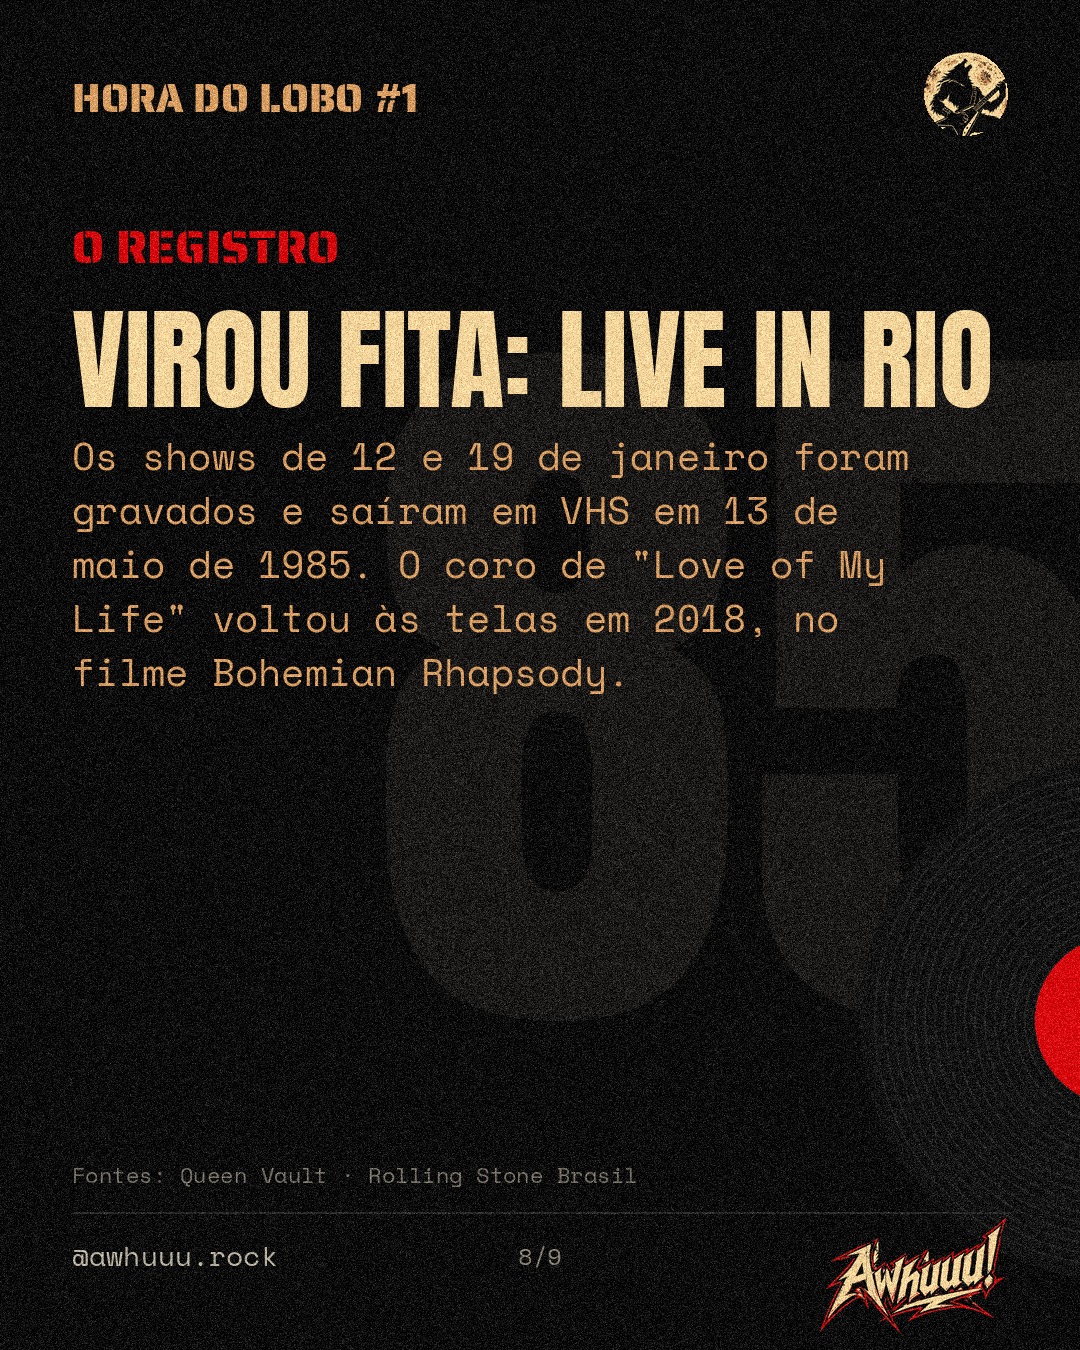 HORA DO LOBO #1
O REGISTRO
VIROU FITA: LIVE IN RIO
Os shows de 12 e 19 de janeiro foram
gravados e saíram em VHS em 13 de
maio de 1985. O coro de "Love of My
Life" voltou às telas em 2018, no
filme Bohemian Rhapsody.
85
Fontes: Queen Vault · Rolling Stone Brasil
@awhuuu.rock
8/9
Awhuuu!